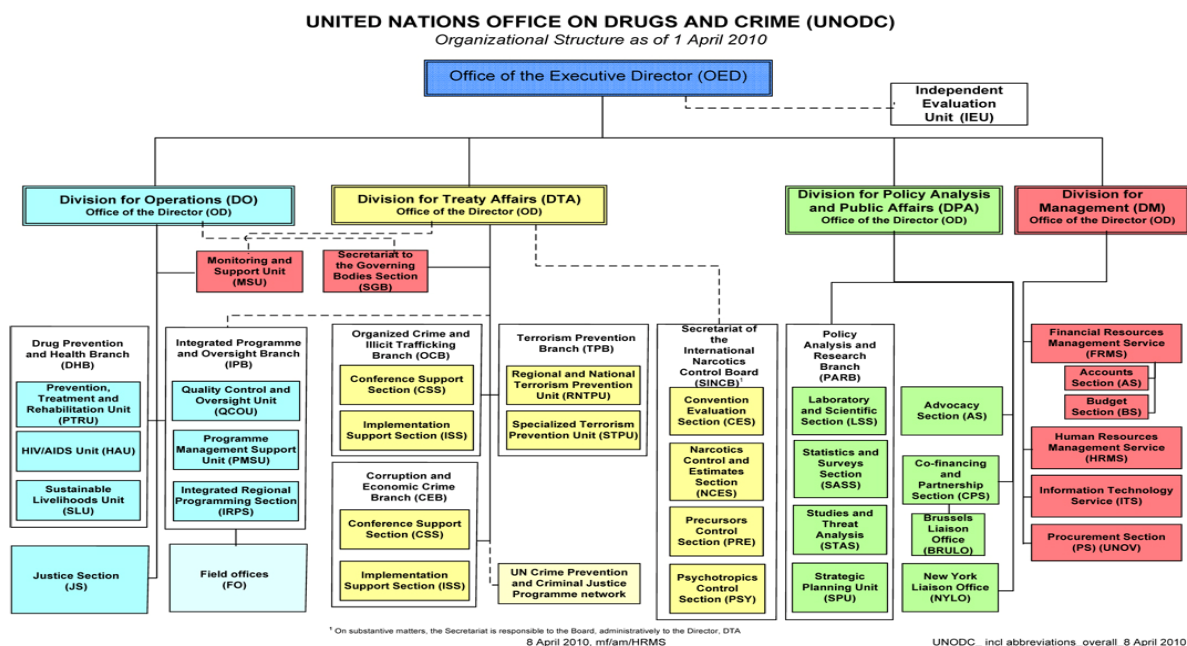 UNITED NATIONS OFFICE ON DRUGS AND CRIME (UNODC)
Organizational Structure as of 1 April 2010
Office of the Executive Director (OED)
Independent
Evaluation
Unit (IEU)
Division for Operations (DO)
Office of the Director (OD)
Division for Treaty Affairs (DTA)
Office of the Director (OD)
Division for Policy Analysis
and Public Affairs (DPA)
Office of the Director (OD)
Division for
Management (DM)
Office of the Director (OD)
Monitoring and
Support Unit
(MSU)
Secretariat to
the Governing
Bodies Section
(SGB)
Drug Prevention
and Health Branch
(DHB)
Prevention,
Treatment and
Rehabilitation Unit
(PTRU)
HIV/AIDS Unit (HAU)
Sustainable
Livelihoods Unit
(SLU)
Justice Section
(JS)
Integrated Programme
and Oversight Branch
(IPB)
Quality Control and
Oversight Unit
(QCOU)
Programme
Management Support
Unit (PMSU)
Integrated Regional
Programming Section
(IRPS)
Field offices
(FO)
Organized Crime and
Illicit Trafficking
Branch (OCB)
Conference Support
Section (CSS)
Implementation
Support Section (ISS)
Corruption and
Economic Crime
Branch (CEB)
Conference Support
Section (CSS)
Implementation
Support Section (ISS)
Terrorism Prevention
Branch (TPB)
Regional and National
Terrorism Prevention
Unit (RNTPU)
Specialized Terrorism
Prevention Unit (STPU)
UN Crime Prevention
and Criminal Justice
Programme network
Secretariat of
the
International
Narcotics
Control Board
(SINCB)¹
Convention
Evaluation
Section (CES)
Narcotics
Control and
Estimates
Section
(NCES)
Precursors
Control
Section (PRE)
Psychotropics
Control
Section (PSY)
Policy
Analysis and
Research
Branch
(PARB)
Laboratory
and Scientific
Section (LSS)
Statistics and
Surveys
Section
(SASS)
Studies and
Threat
Analysis
(STAS)
Strategic
Planning Unit
(SPU)
Advocacy
Section (AS)
Co-financing
and
Partnership
Section (CPS)
Brussels
Liaison Office
(BRULO)
New York
Liaison Office
(NYLO)
Financial Resources
Management Service
(FRMS)
Accounts
Section (AS)
Budget
Section (BS)
Human Resources
Management Service
(HRMS)
Information Technology
Service (ITS)
Procurement Section
(PS) (UNOV)
¹ On substantive matters, the Secretariat is responsible to the Board, administratively to the Director, DTA
8 April 2010, mf/am/HRMS
UNODC_ incl abbreviations_overall_8 April 2010